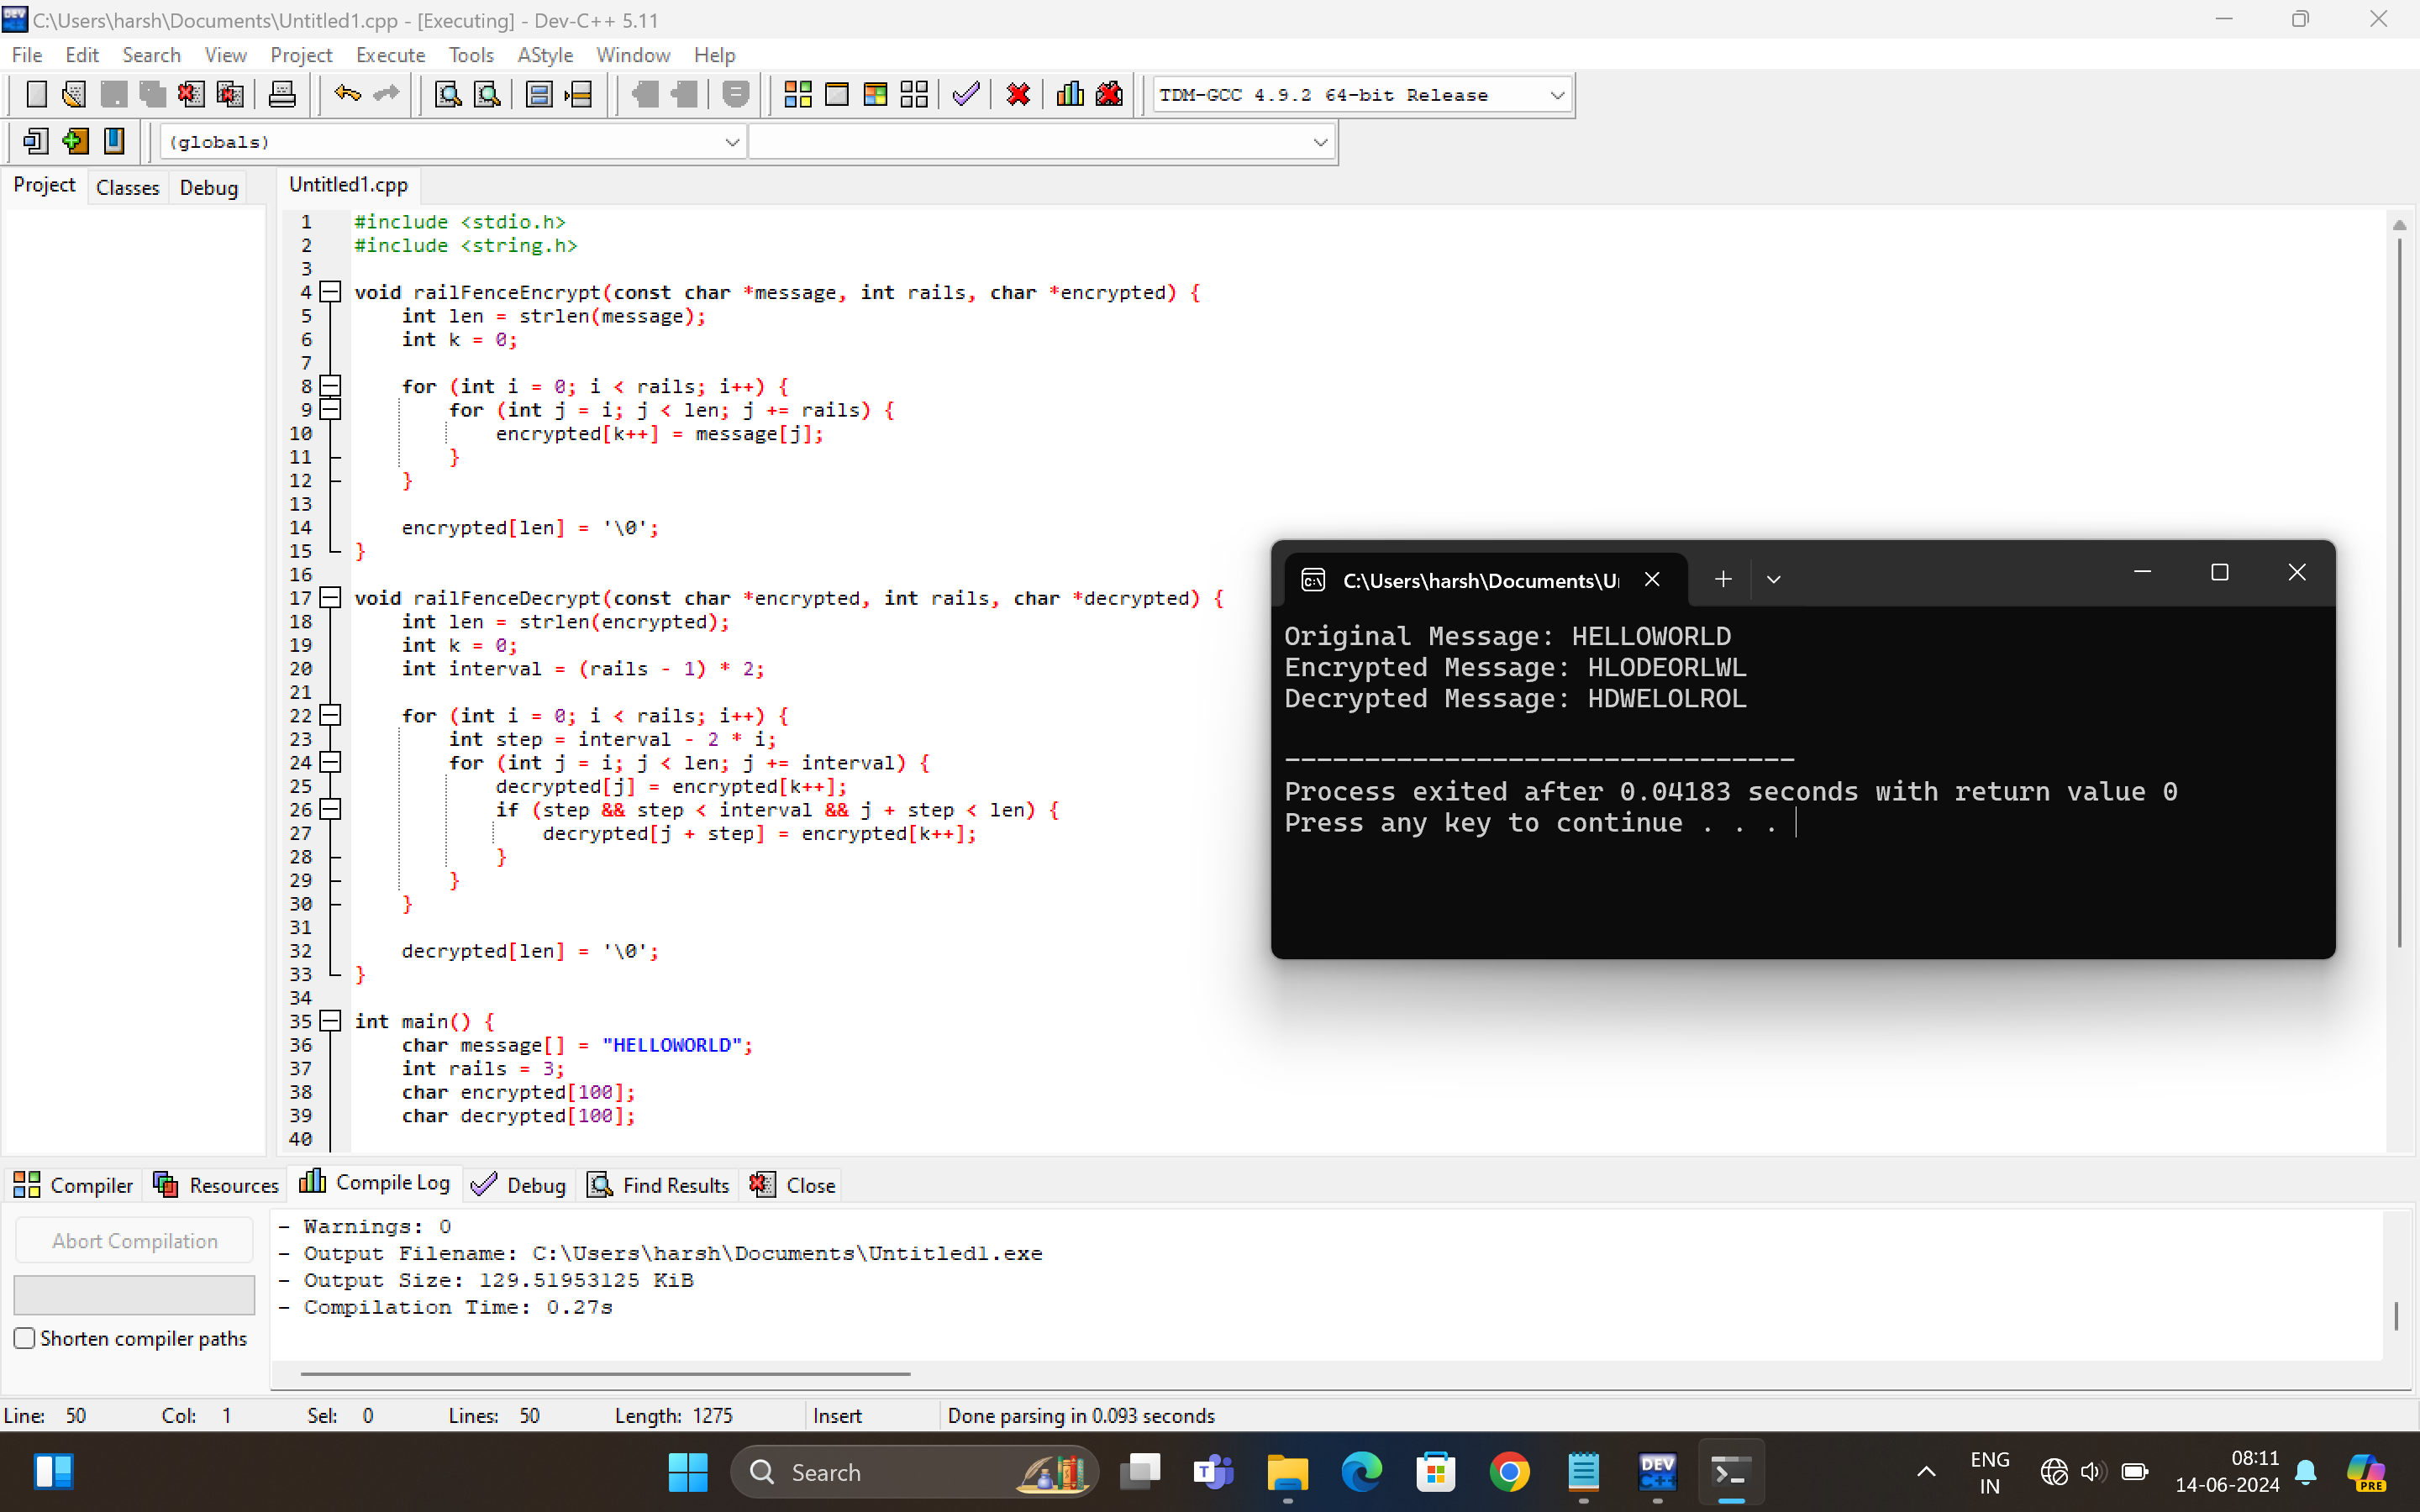 C:\Users\harsh\Documents\Untitled1.cpp - [Executing] - Dev-C++ 5.11
File Edit Search View Project Execute Tools AStyle Window Help
TDM-GCC 4.9.2 64-bit Release
(globals)
Project Classes Debug
Untitled1.cpp
1 #include <stdio.h>
2 #include <string.h>
3
4 void railFenceEncrypt(const char *message, int rails, char *encrypted) {
5     int len = strlen(message);
6     int k = 0;
7
8     for (int i = 0; i < rails; i++) {
9         for (int j = i; j < len; j += rails) {
10             encrypted[k++] = message[j];
11         }
12     }
13
14     encrypted[len] = '\0';
15 }
16
17 void railFenceDecrypt(const char *encrypted, int rails, char *decrypted) {
18     int len = strlen(encrypted);
19     int k = 0;
20     int interval = (rails - 1) * 2;
21
22     for (int i = 0; i < rails; i++) {
23         int step = interval - 2 * i;
24         for (int j = i; j < len; j += interval) {
25             decrypted[j] = encrypted[k++];
26             if (step && step < interval && j + step < len) {
27                 decrypted[j + step] = encrypted[k++];
28             }
29         }
30     }
31
32     decrypted[len] = '\0';
33 }
34
35 int main() {
36     char message[] = "HELLOWORLD";
37     int rails = 3;
38     char encrypted[100];
39     char decrypted[100];
40
C:\Users\harsh\Documents\U
Original Message: HELLOWORLD
Encrypted Message: HLODEORLWL
Decrypted Message: HDWELOLROL
--------------------------------
Process exited after 0.04183 seconds with return value 0
Press any key to continue . . .
Compiler Resources Compile Log Debug Find Results Close
Abort Compilation
Shorten compiler paths
- Warnings: 0
- Output Filename: C:\Users\harsh\Documents\Untitled1.exe
- Output Size: 129.51953125 KiB
- Compilation Time: 0.27s
Line: 50 Col: 1 Sel: 0 Lines: 50 Length: 1275 Insert Done parsing in 0.093 seconds
Search
DEV C++
ENG
IN
08:11
14-06-2024
PRE